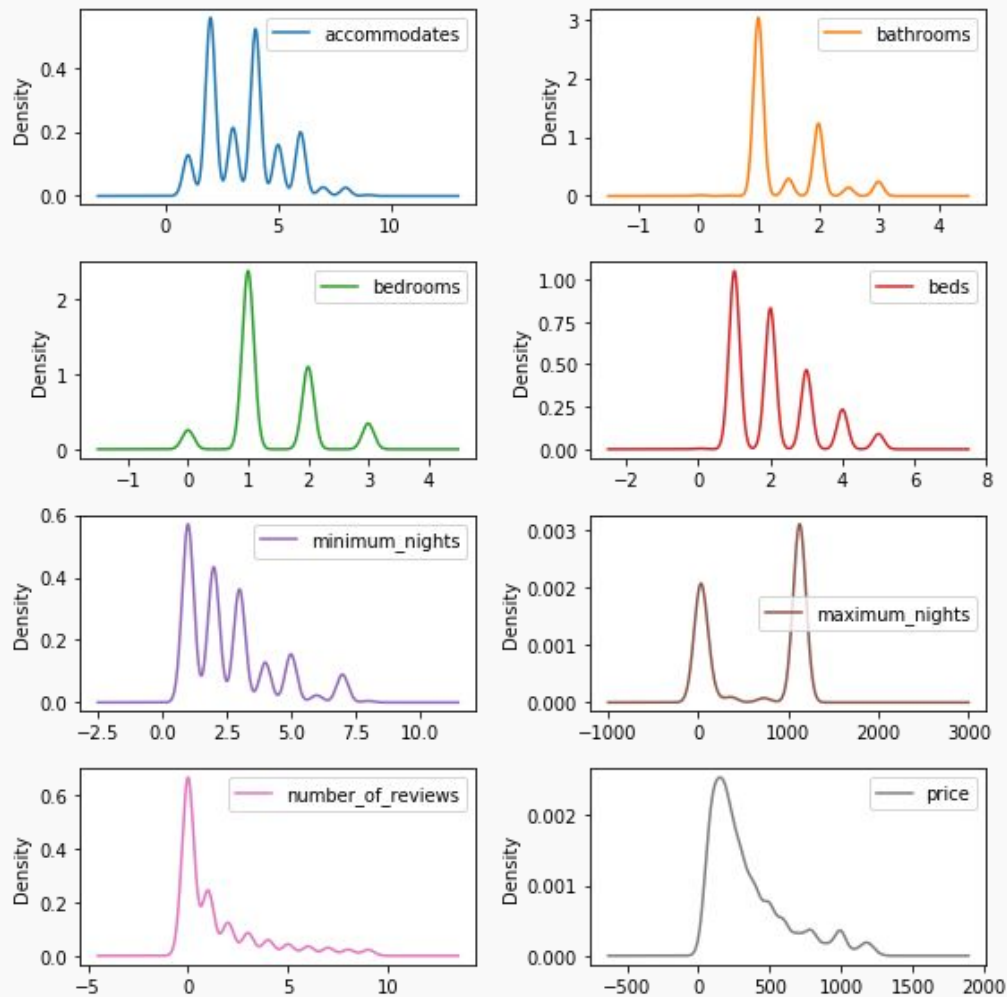 accommodates
Density
0.4
0.2
0.0
0 5 10
bathrooms
Density
3
2
1
0
−1 0 1 2 3 4
bedrooms
Density
2
1
0
−1 0 1 2 3 4
beds
Density
1.00
0.75
0.50
0.25
0.00
−2 0 2 4 6 8
minimum_nights
Density
0.6
0.4
0.2
0.0
−2.5 0.0 2.5 5.0 7.5 10.0
maximum_nights
Density
0.003
0.002
0.001
0.000
−1000 0 1000 2000 3000
number_of_reviews
Density
0.6
0.4
0.2
0.0
−5 0 5 10
price
Density
0.002
0.001
0.000
−500 0 500 1000 1500 2000